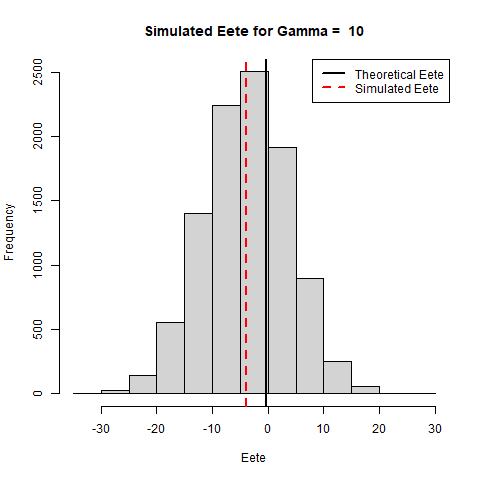 Simulated Eete for Gamma =  10
Theoretical Eete
Simulated Eete
Frequency
2500
2000
1500
1000
500
0
-30 -20 -10 0 10 20 30
Eete